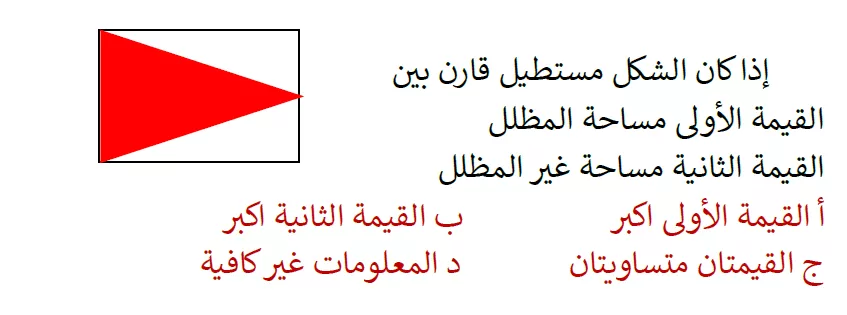 إذا كان الشكل مستطيل قارن بين
القيمة الأولى مساحة المظلل
القيمة الثانية مساحة غير المظلل
أ القيمة الأولى اكبر ب القيمة الثانية اكبر
ج القيمتان متساويتان د المعلومات غير كافية